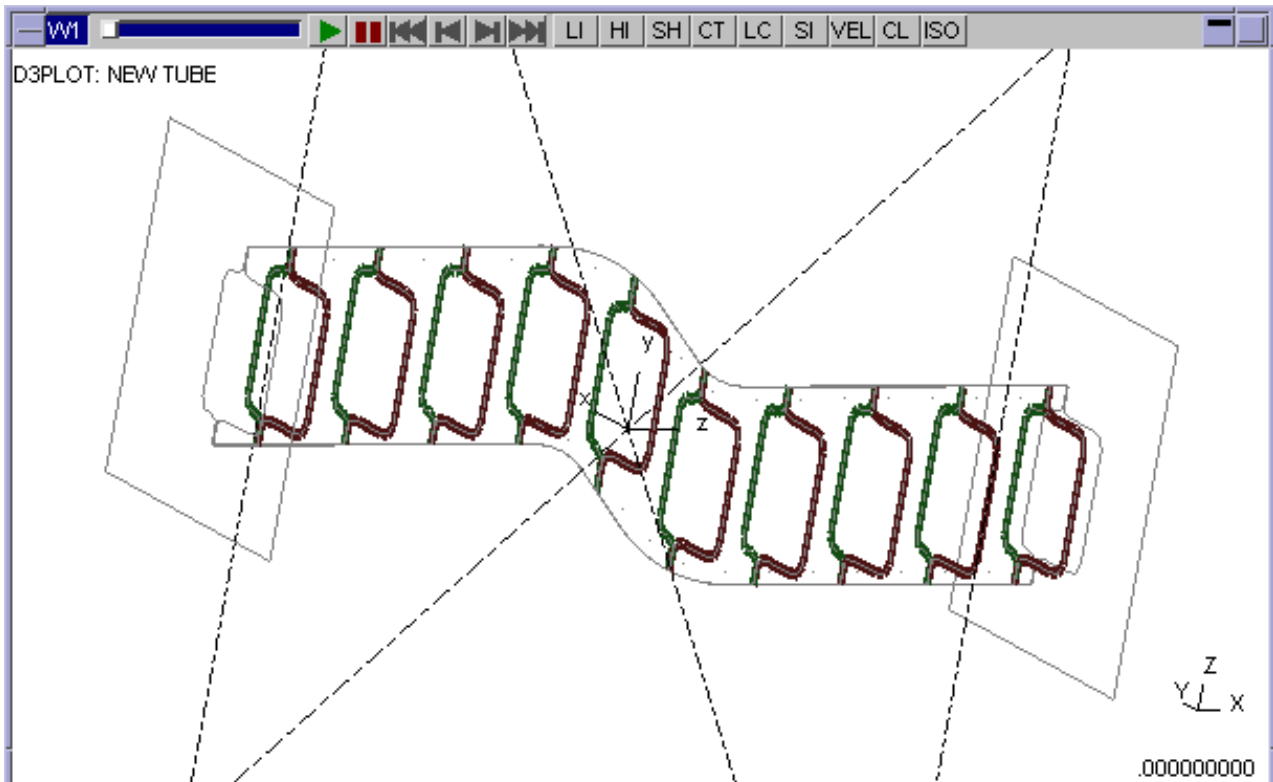 W1 LI HI SH CT LC SI VEL CL ISO
D3PLOT: NEW TUBE
y
x
z
Z
Y X
.000000000